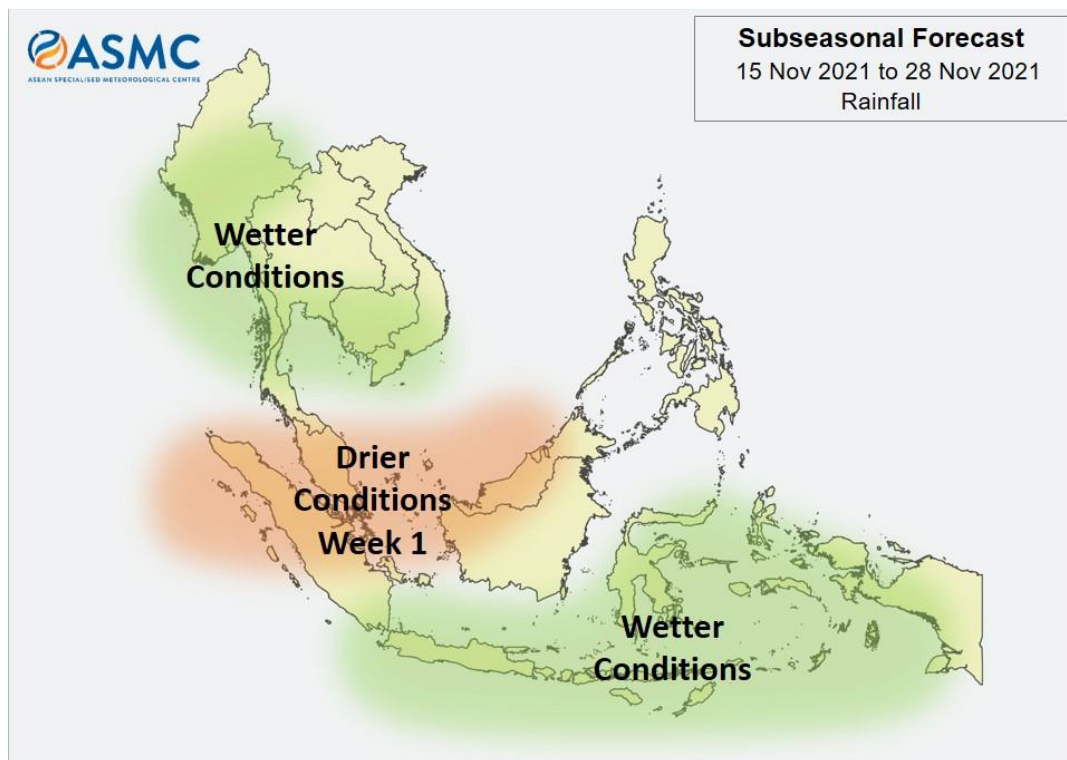 ASMC
ASEAN SPECIALISED METEOROLOGICAL CENTRE
Subseasonal Forecast
15 Nov 2021 to 28 Nov 2021
Rainfall
Wetter
Conditions
Drier
Conditions
Week 1
Wetter
Conditions